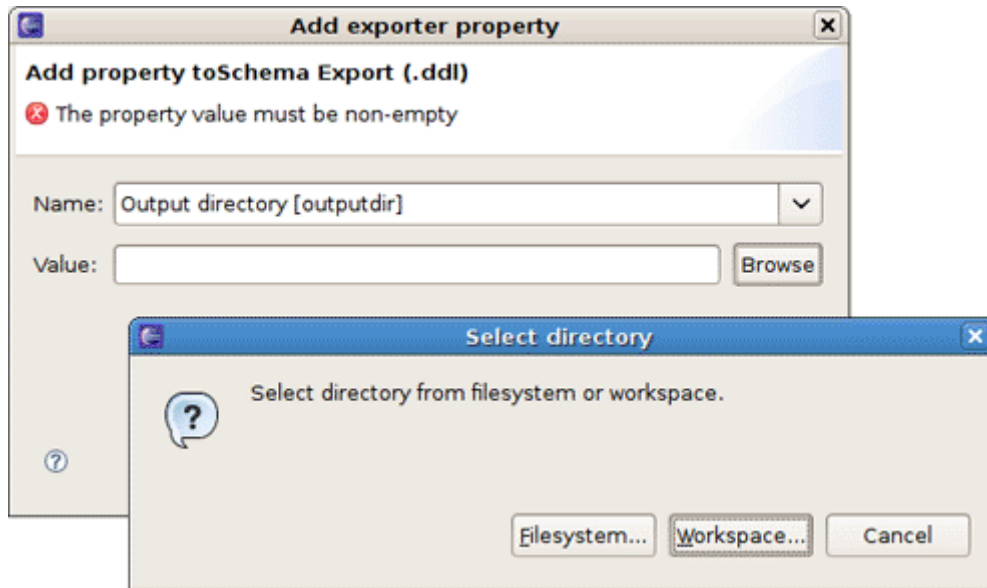 Add exporter property
Add property toSchema Export (.ddl)
The property value must be non-empty
Name: Output directory [outputdir]
Value: Browse
Select directory
Select directory from filesystem or workspace.
Filesystem... Workspace... Cancel